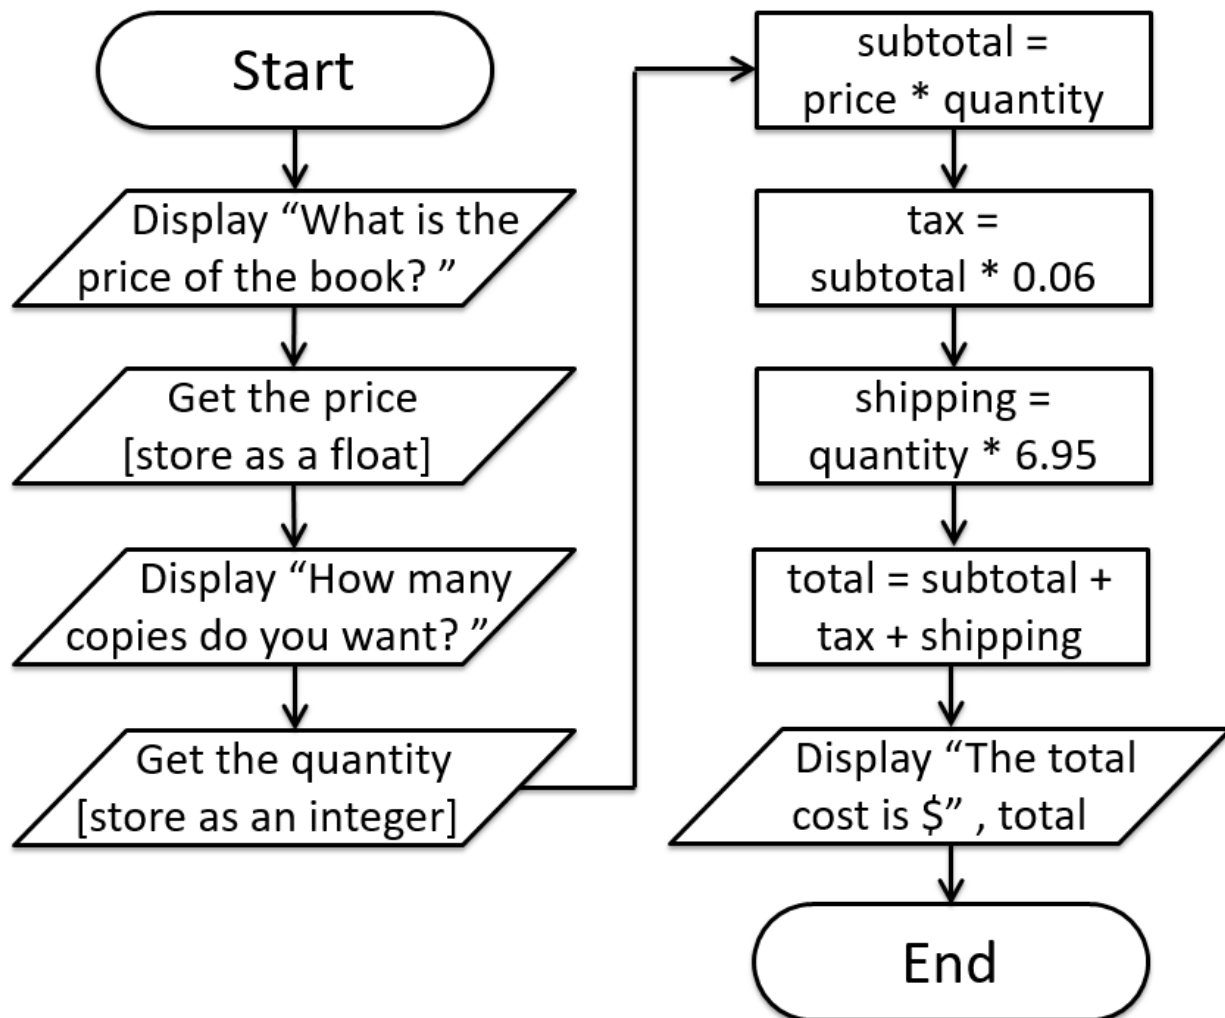 Start
Display “What is the
price of the book? ”
Get the price
[store as a float]
Display “How many
copies do you want? ”
Get the quantity
[store as an integer]
subtotal =
price * quantity
tax =
subtotal * 0.06
shipping =
quantity * 6.95
total = subtotal +
tax + shipping
Display “The total
cost is $” , total
End